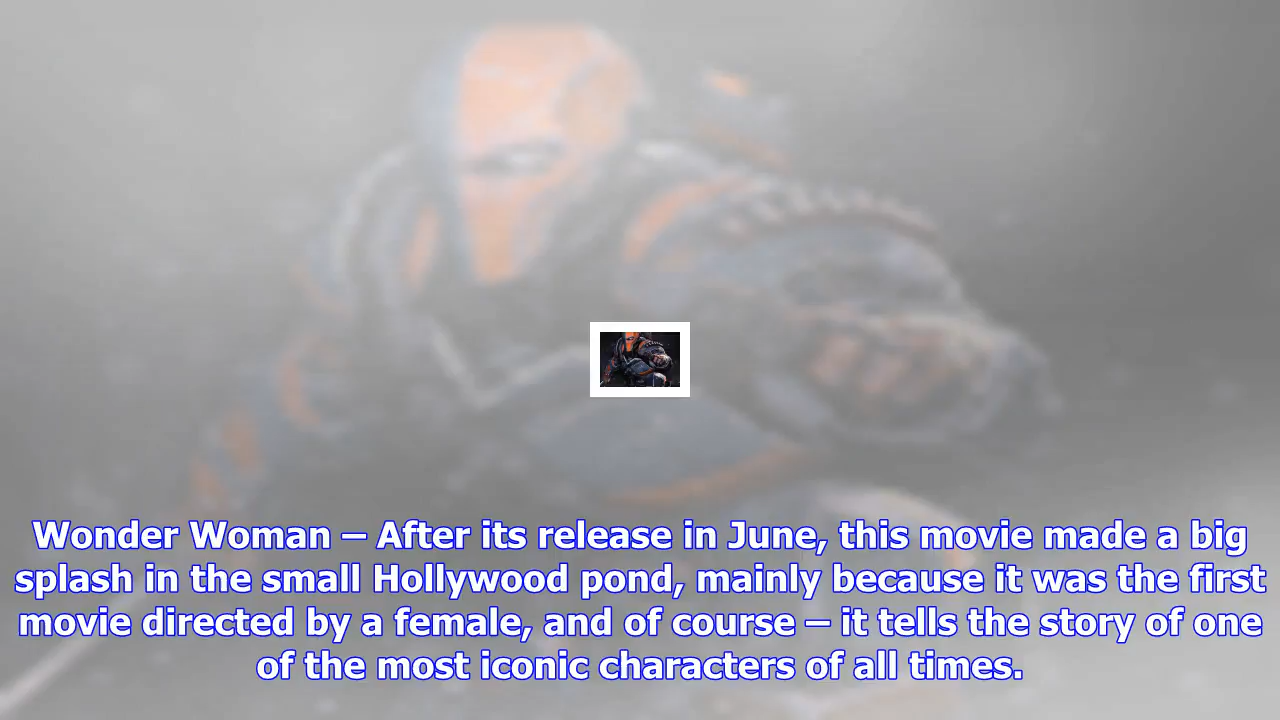 Wonder Woman – After its release in June, this movie made a big
splash in the small Hollywood pond, mainly because it was the first
movie directed by a female, and of course – it tells the story of one
of the most iconic characters of all times.